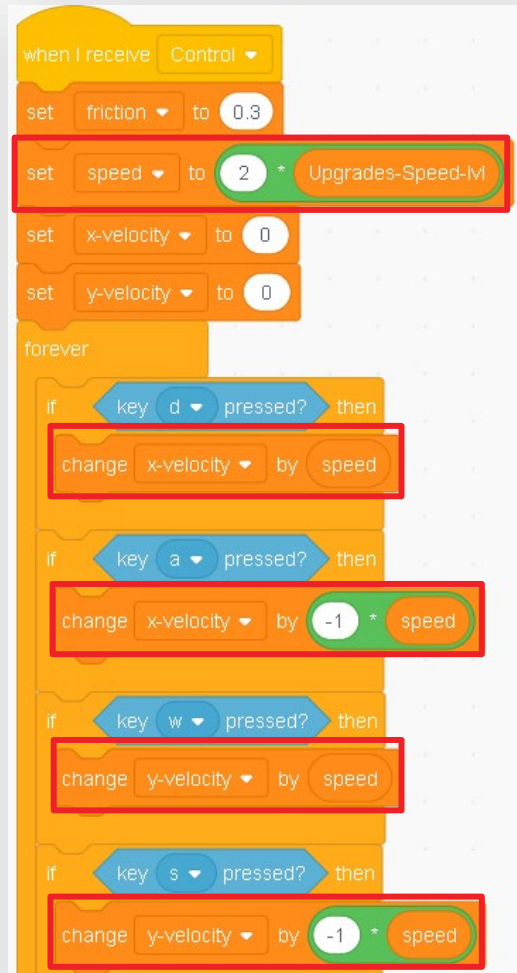 when I receive Control
set friction to 0.3
set speed to 2 * Upgrades-Speed-lvl
set x-velocity to 0
set y-velocity to 0
forever
if key d pressed? then
change x-velocity by speed
if key a pressed? then
change x-velocity by -1 * speed
if key w pressed? then
change y-velocity by speed
if key s pressed? then
change y-velocity by -1 * speed